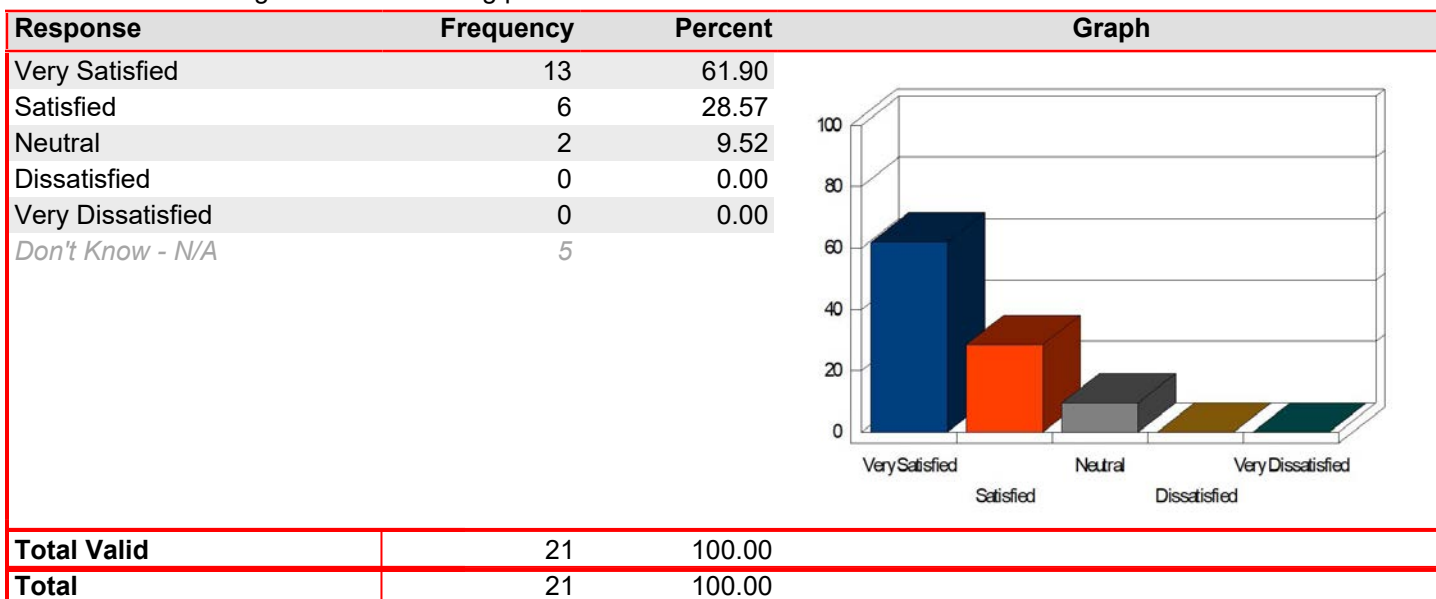 Response Frequency Percent Graph
Very Satisfied 13 61.90
Satisfied 6 28.57
Neutral 2 9.52
Dissatisfied 0 0.00
Very Dissatisfied 0 0.00
Don't Know - N/A 5
100
80
60
40
20
0
Very Satisfied Neutral Very Dissatisfied
Satisfied Dissatisfied
Total Valid 21 100.00
Total 21 100.00